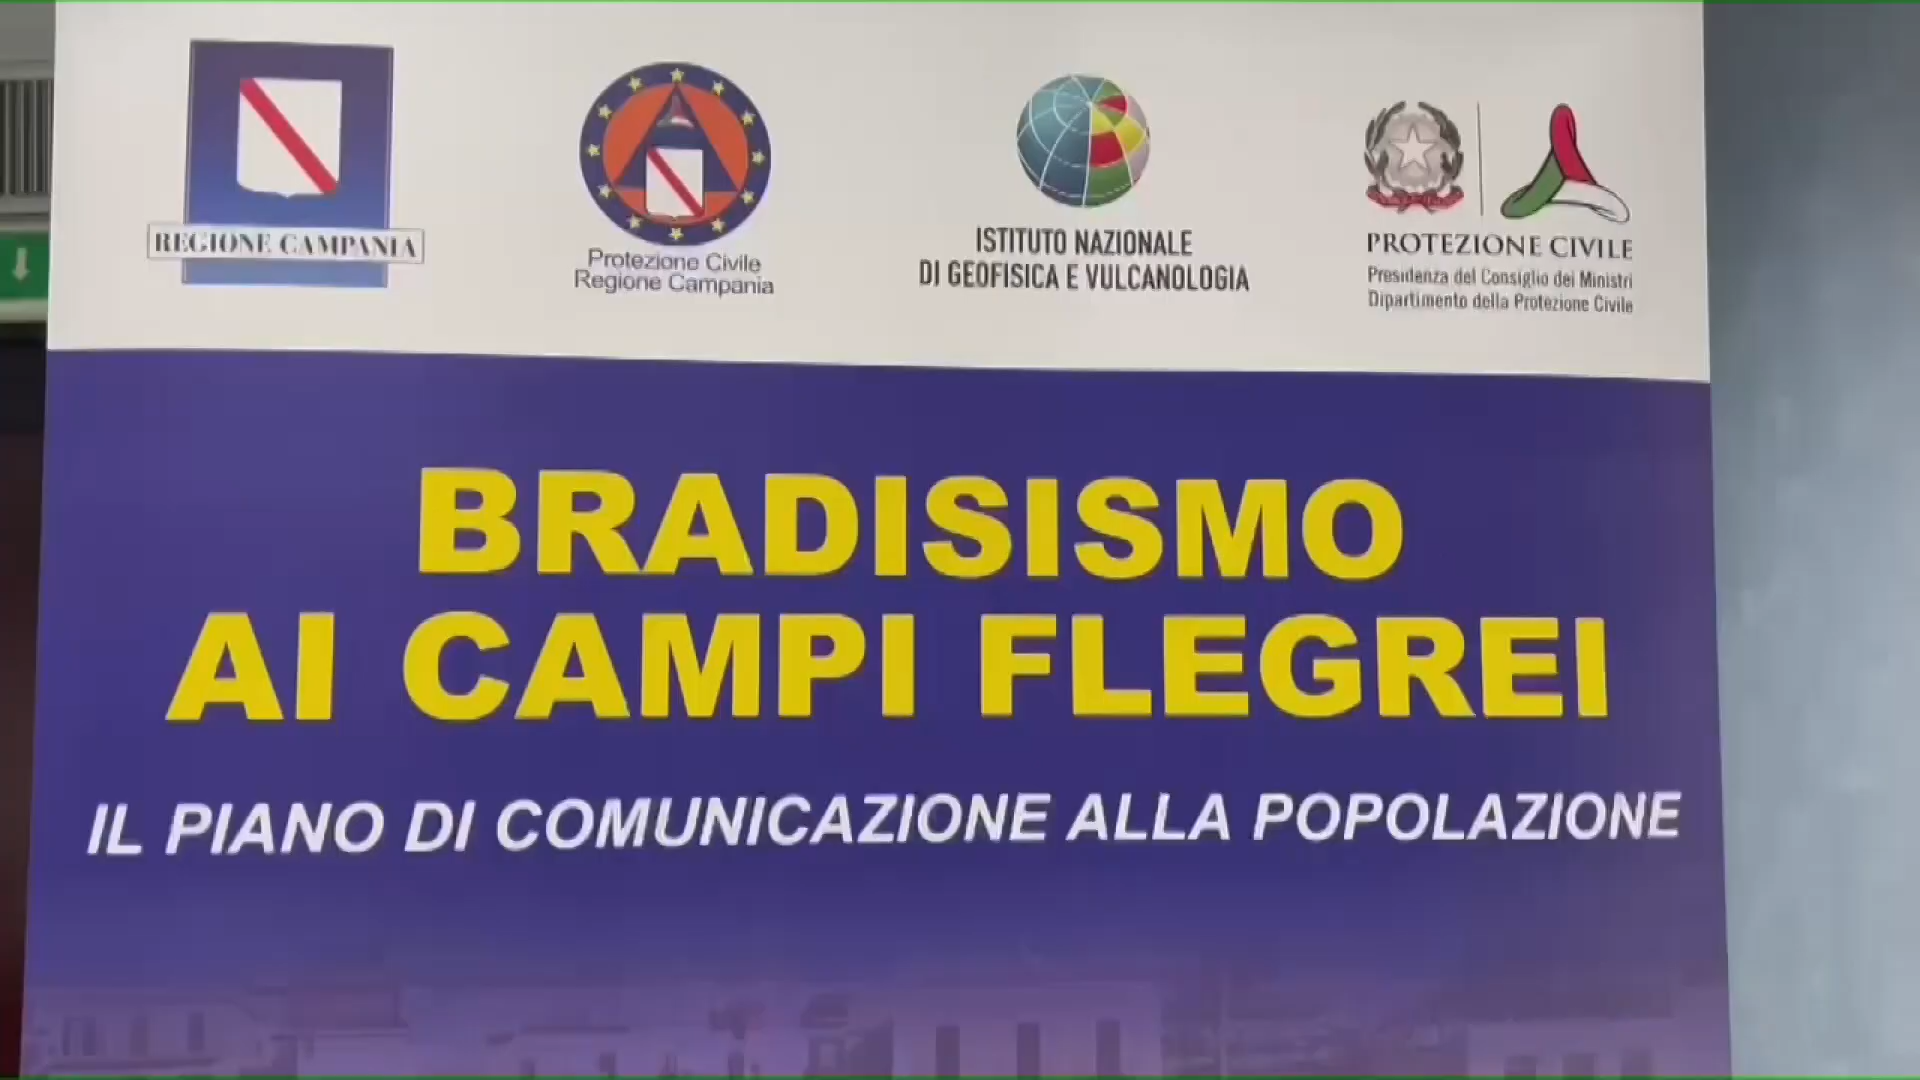 REGIONE CAMPANIA
Protezione Civile
Regione Campania
ISTITUTO NAZIONALE
DI GEOFISICA E VULCANOLOGIA
PROTEZIONE CIVILE
Presidenza del Consiglio dei Ministri
Dipartimento della Protezione Civile
BRADISISMO
AI CAMPI FLEGREI
IL PIANO DI COMUNICAZIONE ALLA POPOLAZIONE